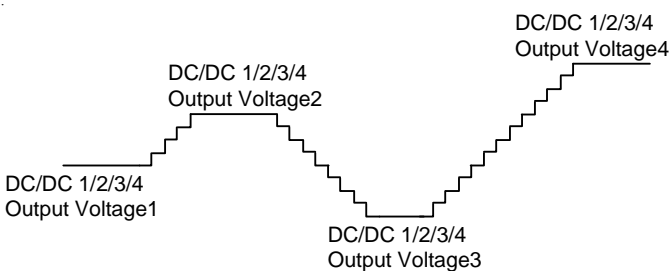 DC/DC 1/2/3/4
Output Voltage4
DC/DC 1/2/3/4
Output Voltage2
DC/DC 1/2/3/4
Output Voltage1
DC/DC 1/2/3/4
Output Voltage3